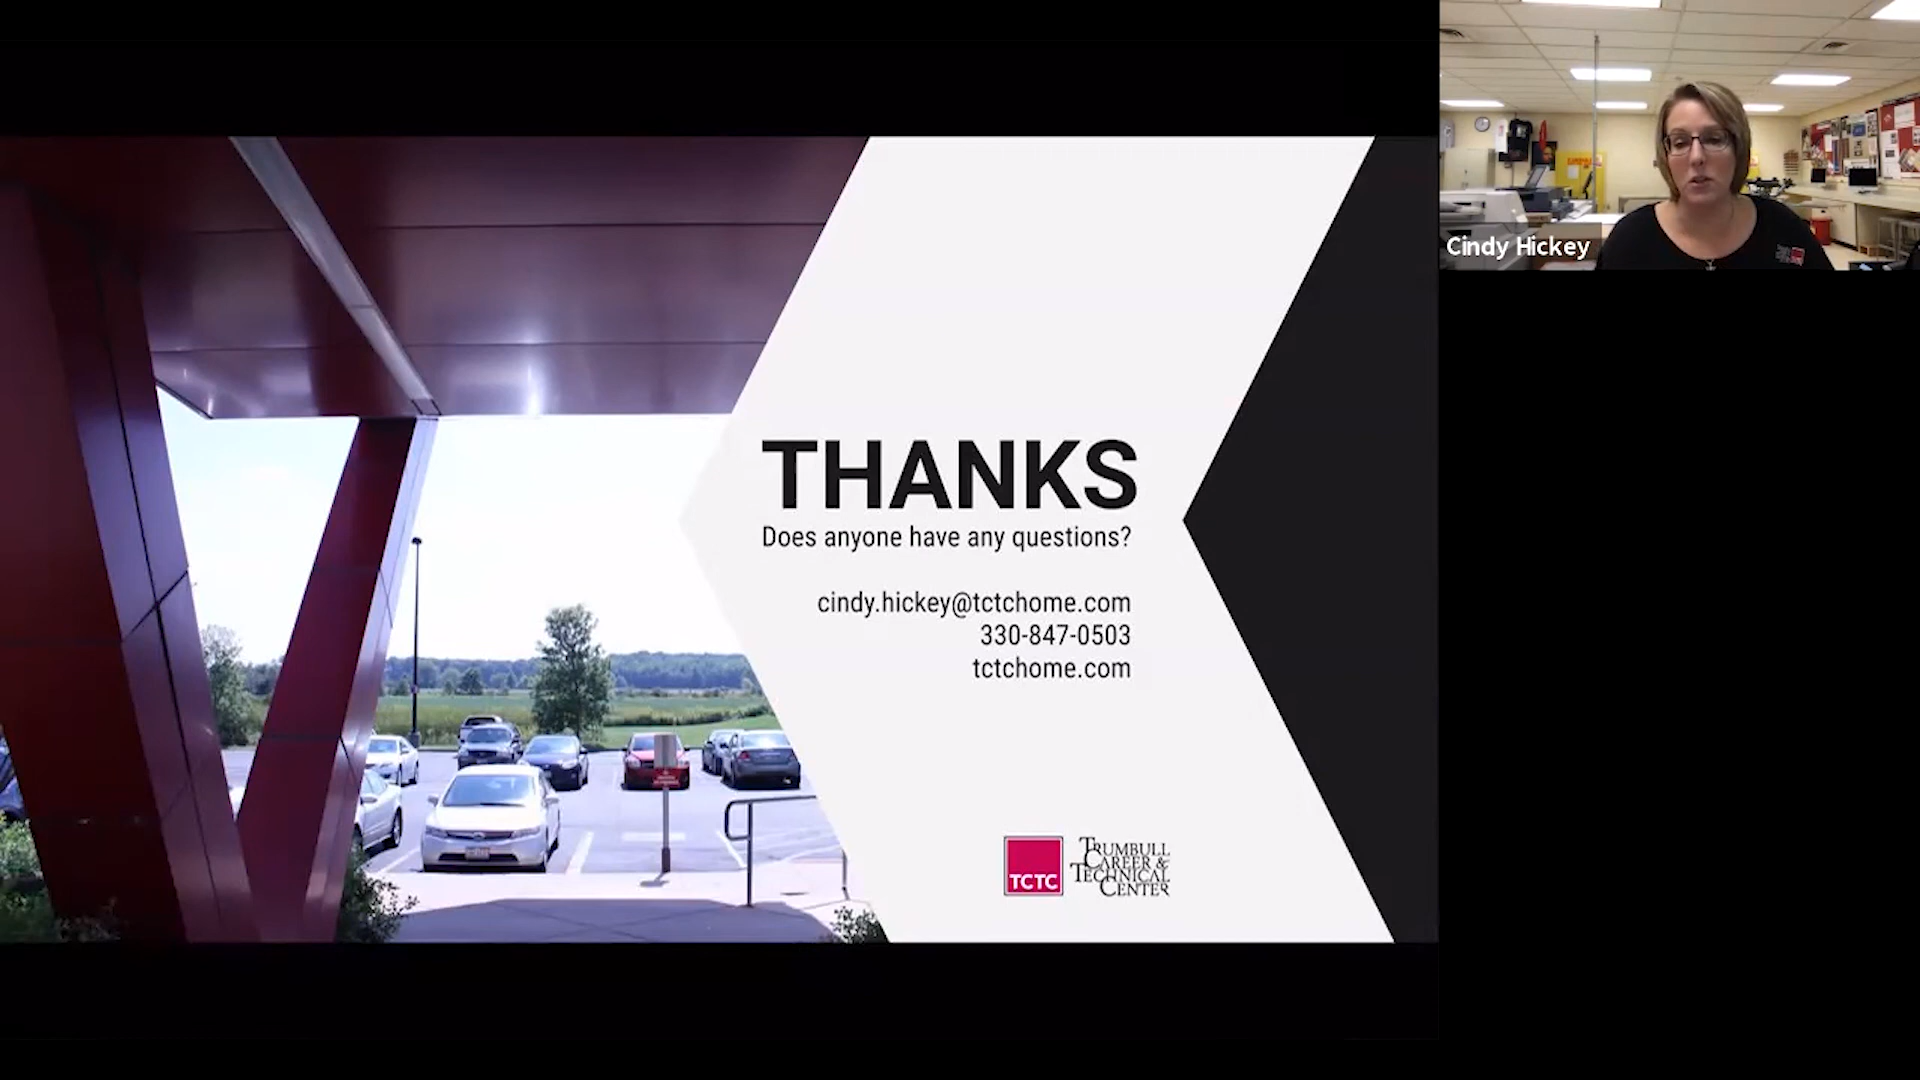 THANKS
Does anyone have any questions?
cindy.hickey@tctchome.com
330-847-0503
tctchome.com
TCTC
TRUMBULL
CAREER &
TECHNICAL
CENTER
Cindy Hickey